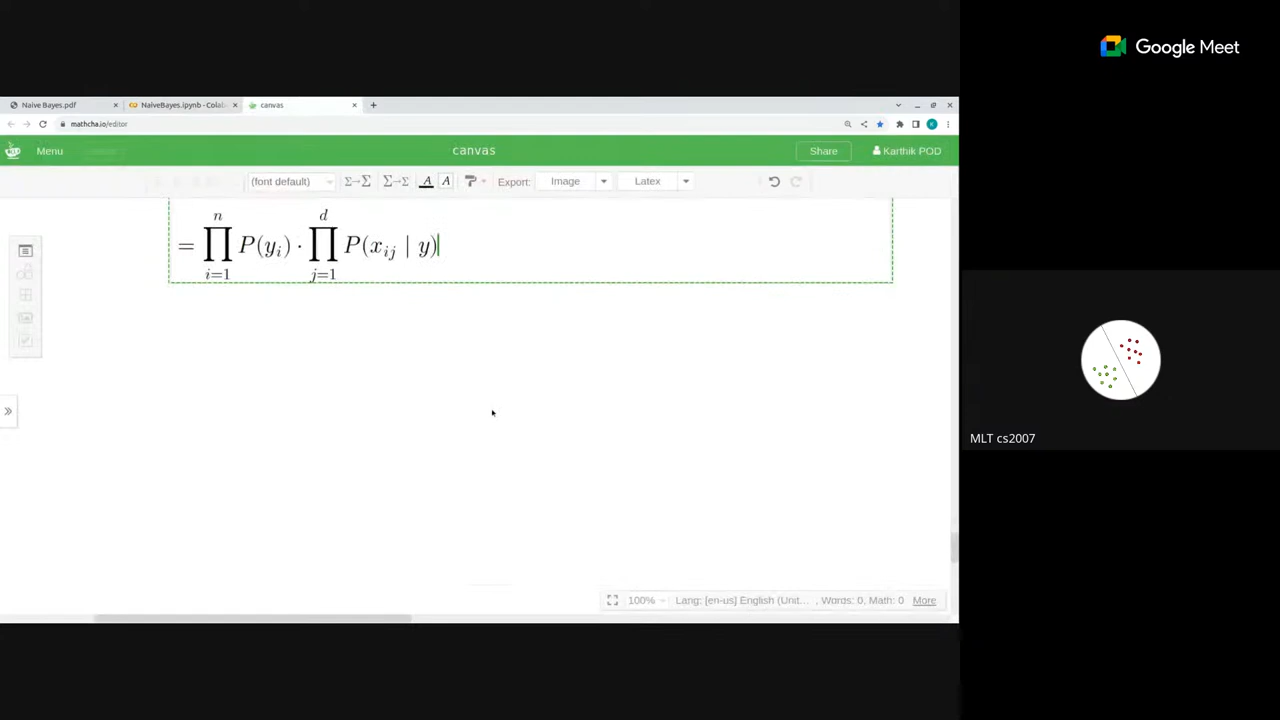 Google Meet
Naive Bayes.pdf
NaiveBayes.ipynb - Colab
canvas
mathcha.io/editor
Menu
canvas
Share
Karthik POD
(font default)
Σ→Σ
Σ→Σ
A
A
Export:
Image
Latex
= ∏_{i=1}^{n} P(y_i) · ∏_{j=1}^{d} P(x_{ij} | y)
MLT cs2007
100%
Lang: [en-us] English (Unit... , Words: 0, Math: 0 More